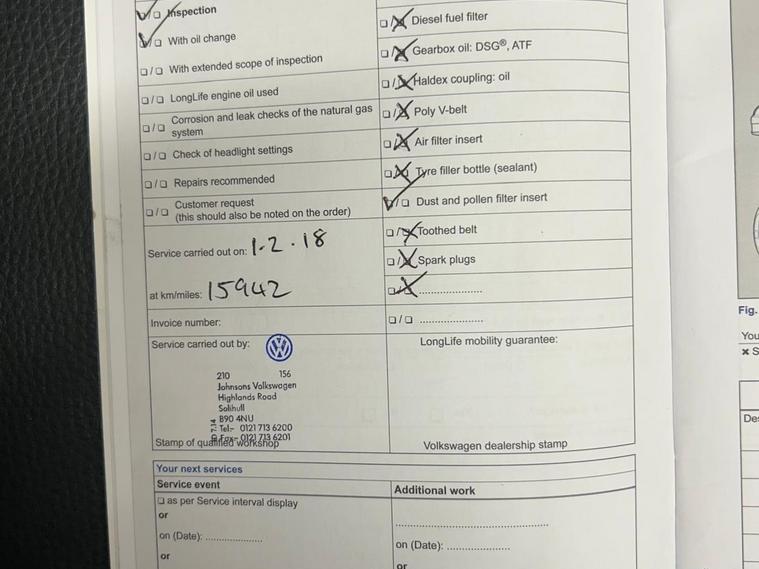 Inspection
With oil change
With extended scope of inspection
LongLife engine oil used
Corrosion and leak checks of the natural gas
system
Check of headlight settings
Repairs recommended
Customer request
(this should also be noted on the order)
Service carried out on: 1-2.18
at km/miles: 15942
Invoice number:
Service carried out by:
210 156
Johnsons Volkswagen
Highlands Road
Solihull
B90 4NU
Tel:- 0121 713 6200
Fax:- 0121 713 6201
Stamp of qualified workshop
Diesel fuel filter
Gearbox oil: DSG®, ATF
Haldex coupling: oil
Poly V-belt
Air filter insert
Tyre filler bottle (sealant)
Dust and pollen filter insert
Toothed belt
Spark plugs
LongLife mobility guarantee:
Volkswagen dealership stamp
Your next services
Service event
as per Service interval display
or
on (Date): ....................
or
Additional work
on (Date): ....................
or
Fig.
You
× S
Des